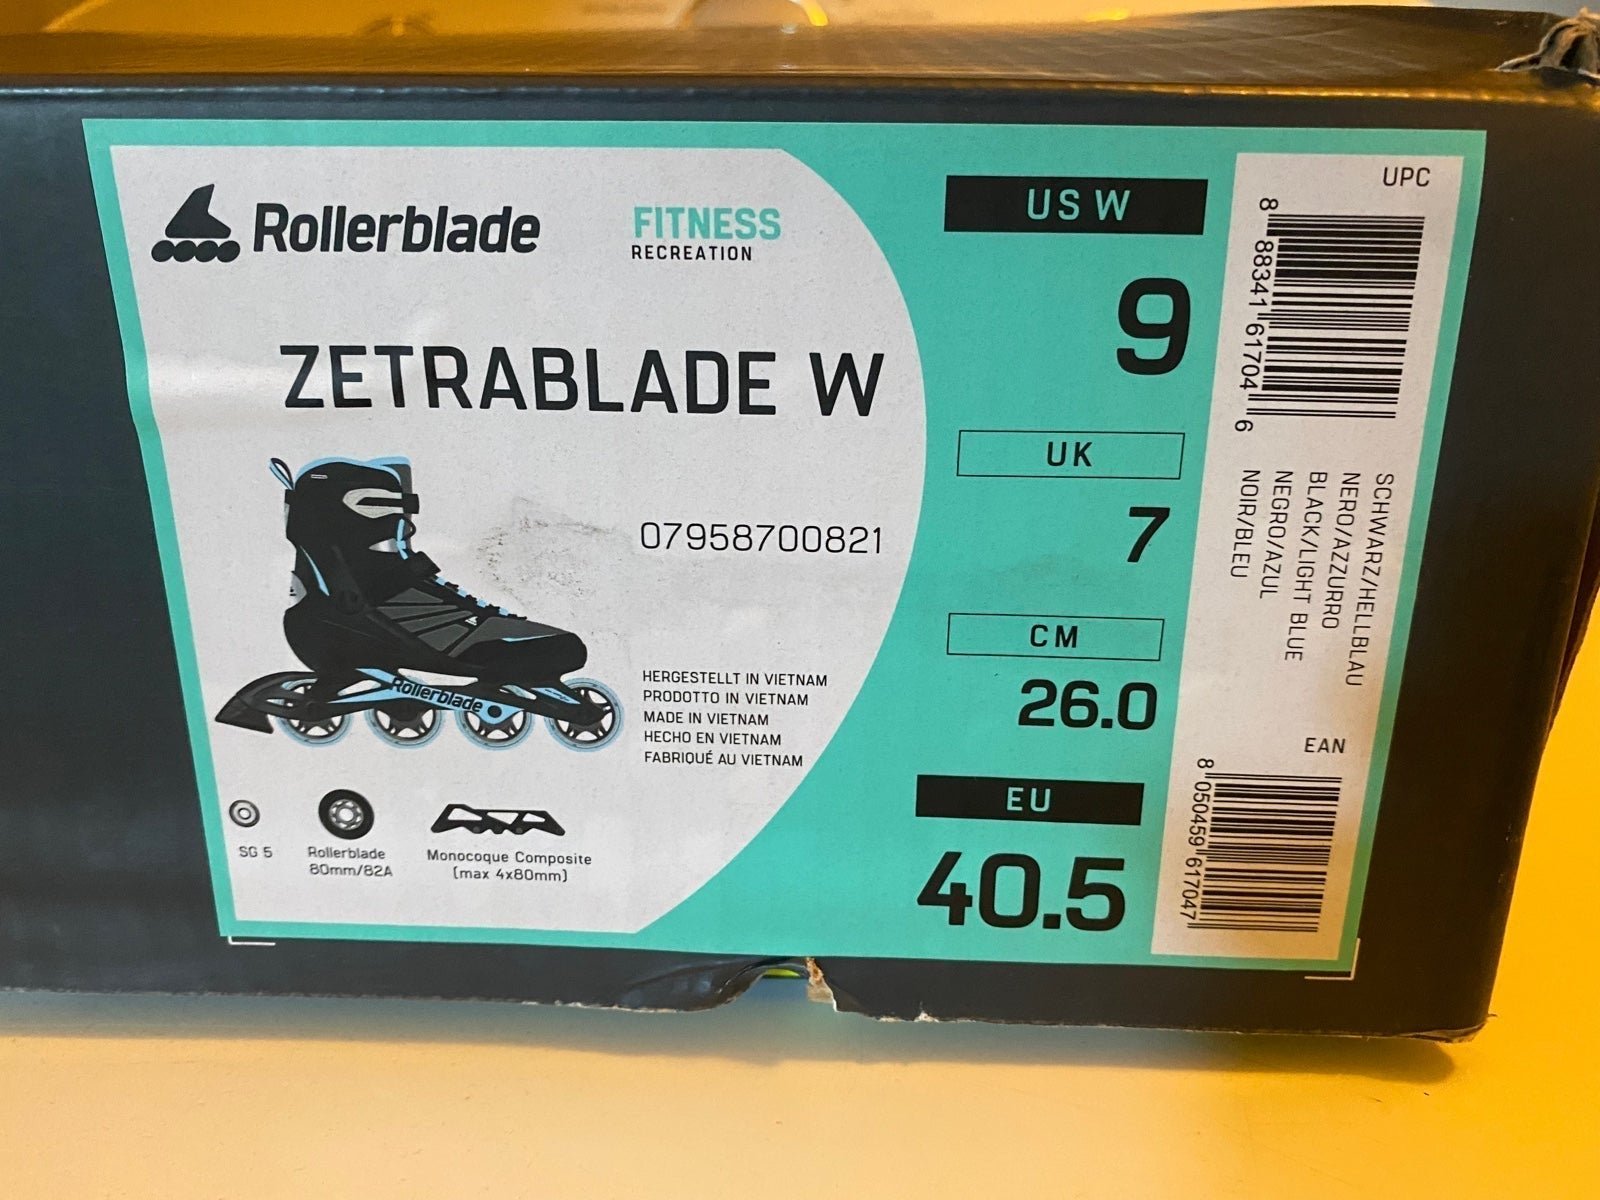 Rollerblade
FITNESS
RECREATION
ZETRABLADE W
07958700821
Rollerblade
HERGESTELLT IN VIETNAM
PRODOTTO IN VIETNAM
MADE IN VIETNAM
HECHO EN VIETNAM
FABRIQUÉ AU VIETNAM
SG 5
Rollerblade
80mm/82A
Monocoque Composite
(max 4x80mm)
US W
9
UK
7
CM
26.0
EU
40.5
UPC
8 88341 61704 6
SCHWARZ/HELLBLAU
NERO/AZZURRO
BLACK/LIGHT BLUE
NEGRO/AZUL
NOIR/BLEU
EAN
8 050459 617047